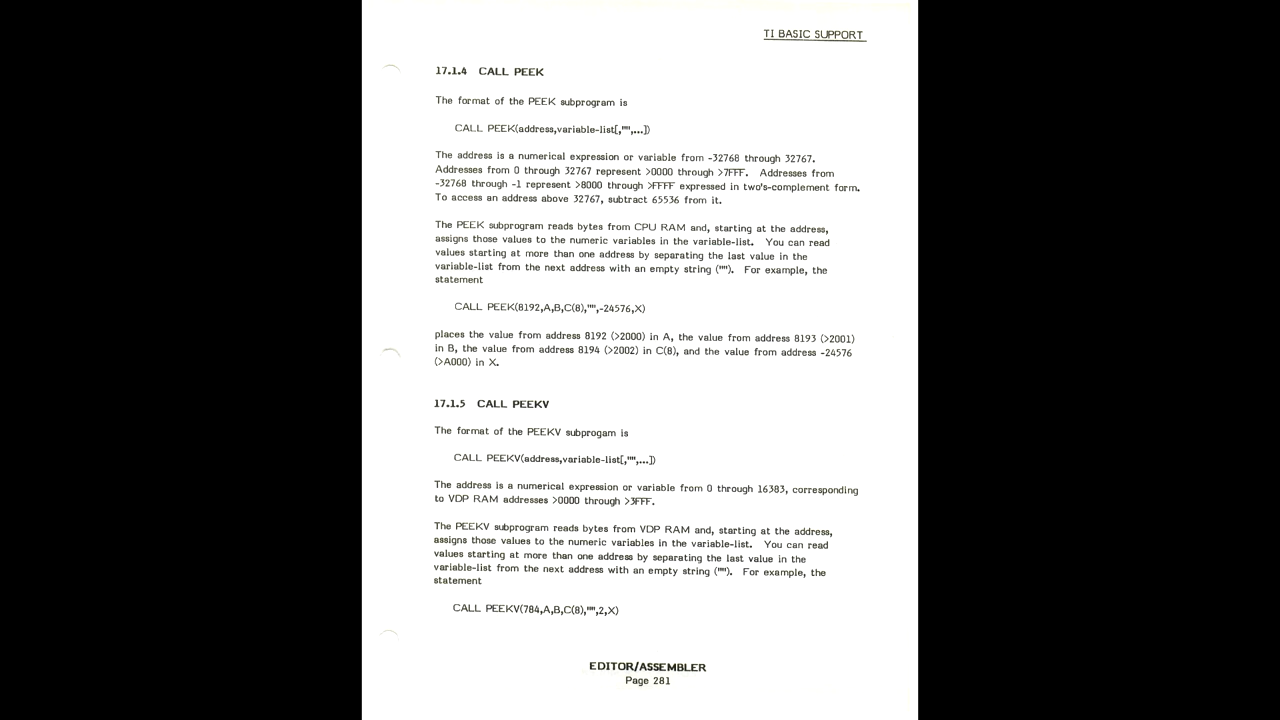 TI BASIC SUPPORT
17.1.4 CALL PEEK
The format of the PEEK subprogram is
CALL PEEK(address,variable-list[,"",...])
The address is a numerical expression or variable from -32768 through 32767.
Addresses from 0 through 32767 represent >0000 through >7FFF. Addresses from
-32768 through -1 represent >8000 through >FFFF expressed in two's-complement form.
To access an address above 32767, subtract 65536 from it.
The PEEK subprogram reads bytes from CPU RAM and, starting at the address,
assigns those values to the numeric variables in the variable-list. You can read
values starting at more than one address by separating the last value in the
variable-list from the next address with an empty string (""). For example, the
statement
CALL PEEK(8192,A,B,C(8),"",-24576,X)
places the value from address 8192 (>2000) in A, the value from address 8193 (>2001)
in B, the value from address 8194 (>2002) in C(8), and the value from address -24576
(>A000) in X.
17.1.5 CALL PEEKV
The format of the PEEKV subprogam is
CALL PEEKV(address,variable-list[,"",...])
The address is a numerical expression or variable from 0 through 16383, corresponding
to VDP RAM addresses >0000 through >3FFF.
The PEEKV subprogram reads bytes from VDP RAM and, starting at the address,
assigns those values to the numeric variables in the variable-list. You can read
values starting at more than one address by separating the last value in the
variable-list from the next address with an empty string (""). For example, the
statement
CALL PEEKV(784,A,B,C(8),"",2,X)
EDITOR/ASSEMBLER
Page 281